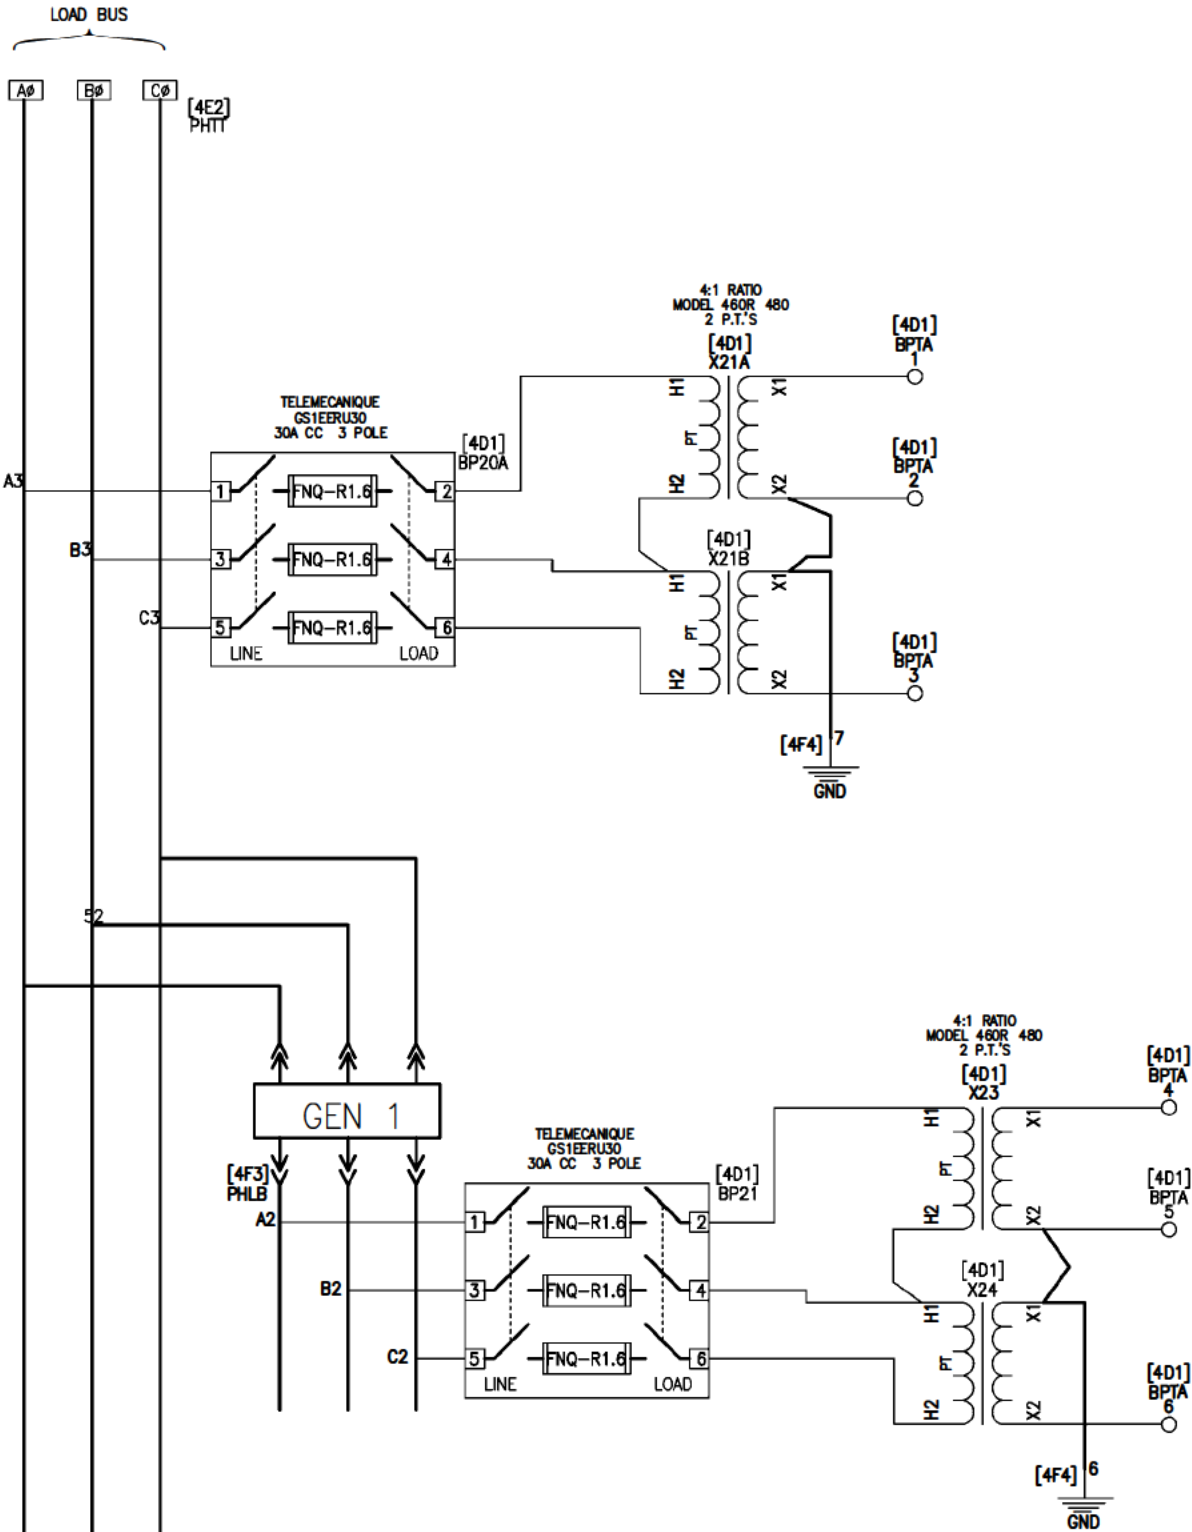 LOAD BUS
AØ
BØ
CØ
[4E2]
PHTT
4:1 RATIO
MODEL 460R 480
2 P.T.'S
[4D1]
X21A
[4D1]
BPTA
1
H1
X1
PT
TELEMECANIQUE
GS1EERU30
30A CC 3 POLE
[4D1]
BP20A
[4D1]
BPTA
2
H2
X2
A3
1
FNQ-R1.6
2
B3
3
FNQ-R1.6
4
[4D1]
X21B
H1
X1
C3
5
FNQ-R1.6
6
PT
LINE
LOAD
H2
X2
[4D1]
BPTA
3
[4F4]
7
GND
52
GEN 1
4:1 RATIO
MODEL 460R 480
2 P.T.'S
[4D1]
X23
[4D1]
BPTA
4
H1
X1
PT
TELEMECANIQUE
GS1EERU30
30A CC 3 POLE
[4F3]
PHLB
[4D1]
BP21
[4D1]
BPTA
5
H2
X2
A2
1
FNQ-R1.6
2
B2
3
FNQ-R1.6
4
[4D1]
X24
H1
X1
C2
5
FNQ-R1.6
6
PT
LINE
LOAD
H2
X2
[4D1]
BPTA
6
[4F4]
6
GND